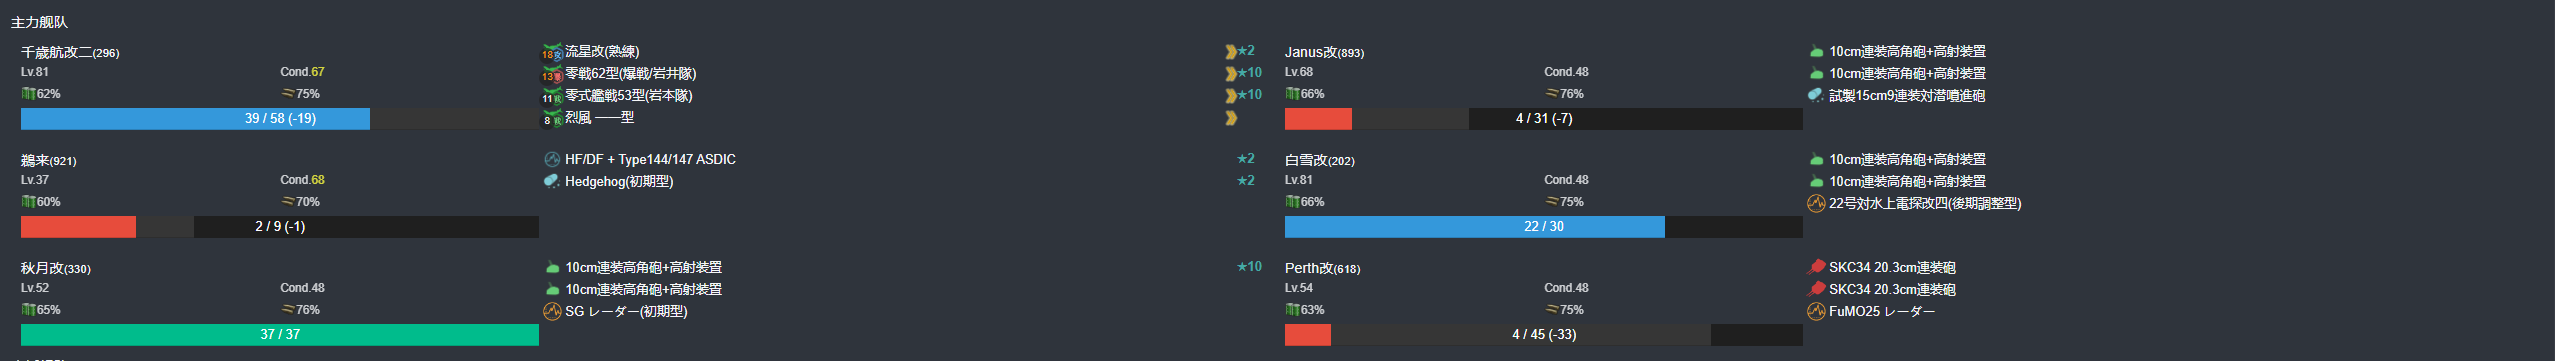 主力舰队
千歳航改二(296)
Lv.81 Cond.67
62% 75%
39 / 58 (-19)
18 流星改(熟練) ★2
13 零戦62型(爆戦/岩井隊) ★10
11 零式艦戦53型(岩本隊) ★10
8 烈風 一一型
Janus改(893)
Lv.68 Cond.48
66% 76%
4 / 31 (-7)
10cm連装高角砲+高射装置
10cm連装高角砲+高射装置
試製15cm9連装対潜噴進砲
鵜来(921)
Lv.37 Cond.68
60% 70%
2 / 9 (-1)
HF/DF + Type144/147 ASDIC ★2
Hedgehog(初期型) ★2
白雪改(202)
Lv.81 Cond.48
66% 75%
22 / 30
10cm連装高角砲+高射装置
10cm連装高角砲+高射装置
22号対水上電探改四(後期調整型)
秋月改(330)
Lv.52 Cond.48
65% 76%
37 / 37
10cm連装高角砲+高射装置 ★10
10cm連装高角砲+高射装置
SG レーダー(初期型)
Perth改(618)
Lv.54 Cond.48
63% 75%
4 / 45 (-33)
SKC34 20.3cm連装砲
SKC34 20.3cm連装砲
FuMO25 レーダー